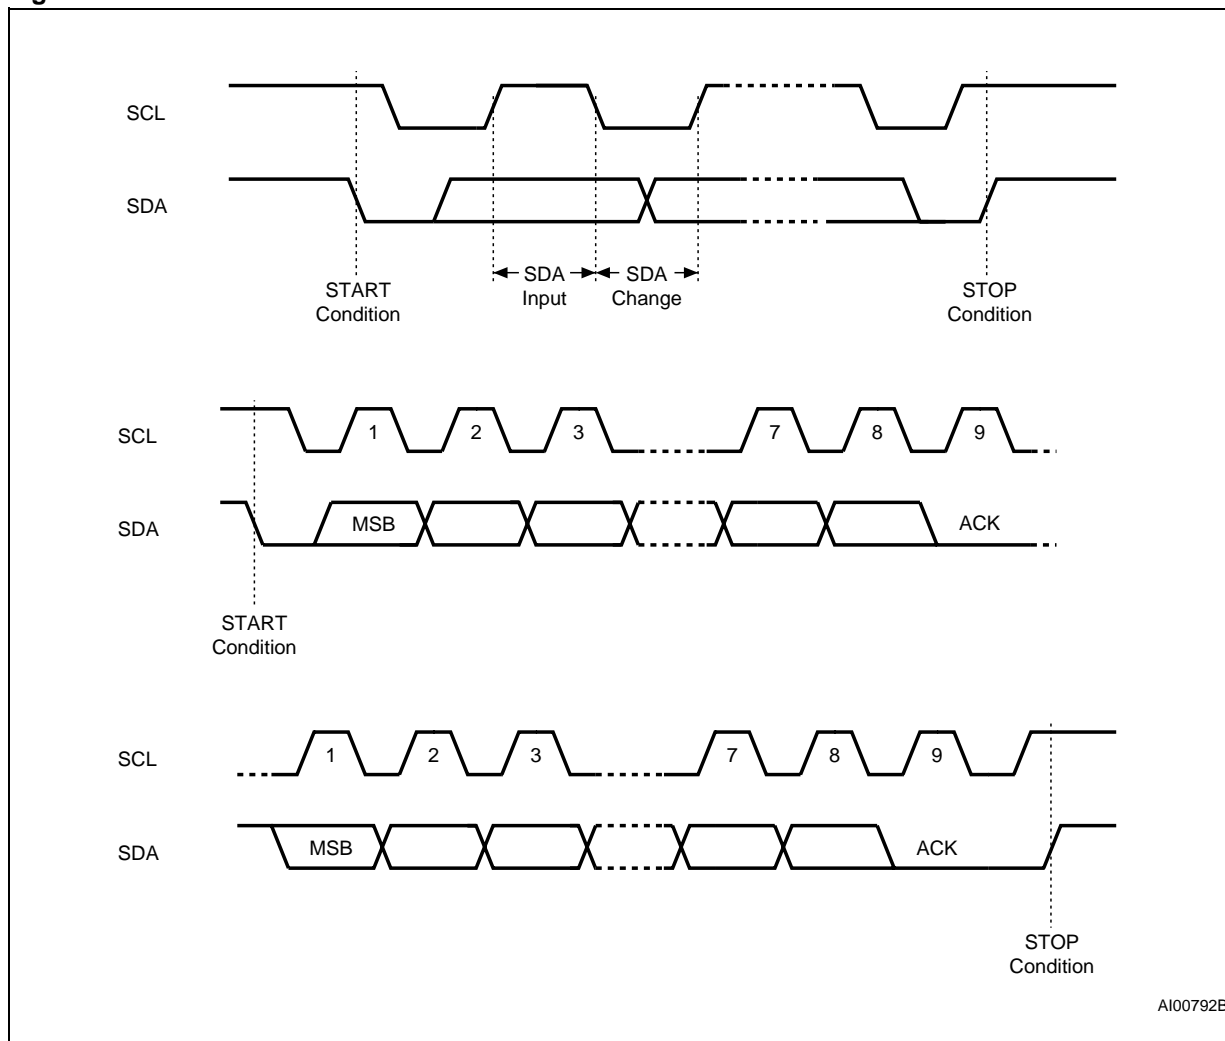 SCL
SDA
SDA Input
SDA Change
START Condition
STOP Condition
SCL
1 2 3 7 8 9
SDA
MSB ACK
START Condition
SCL
1 2 3 7 8 9
SDA
MSB ACK
STOP Condition
AI00792B